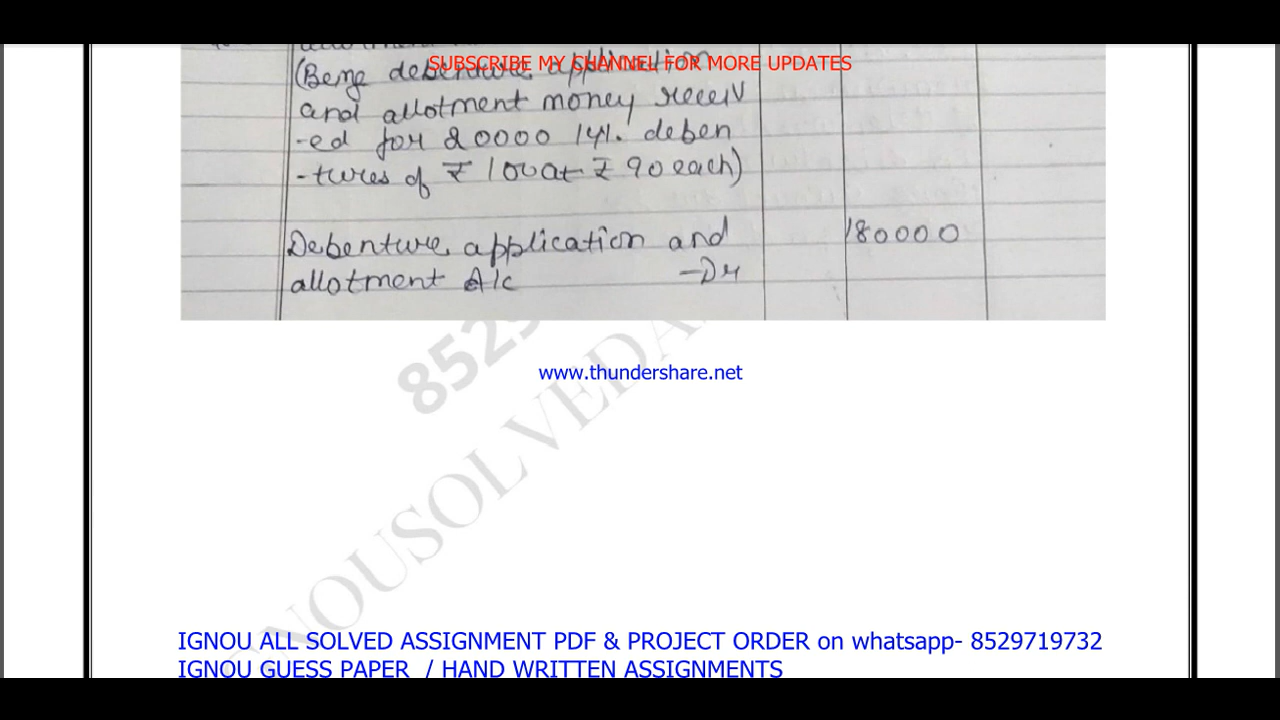 SUBSCRIBE MY CHANNEL FOR MORE UPDATES
(Being debenture application
and allotment money receiv
-ed for 20000 14%. deben
-tures of ₹ 100 at ₹ 90 each)
Debenture application and 180000
allotment A/c -Dr
8529
www.thundershare.net
IGNOUSOLVEDA
IGNOU ALL SOLVED ASSIGNMENT PDF & PROJECT ORDER on whatsapp- 8529719732
IGNOU GUESS PAPER / HAND WRITTEN ASSIGNMENTS